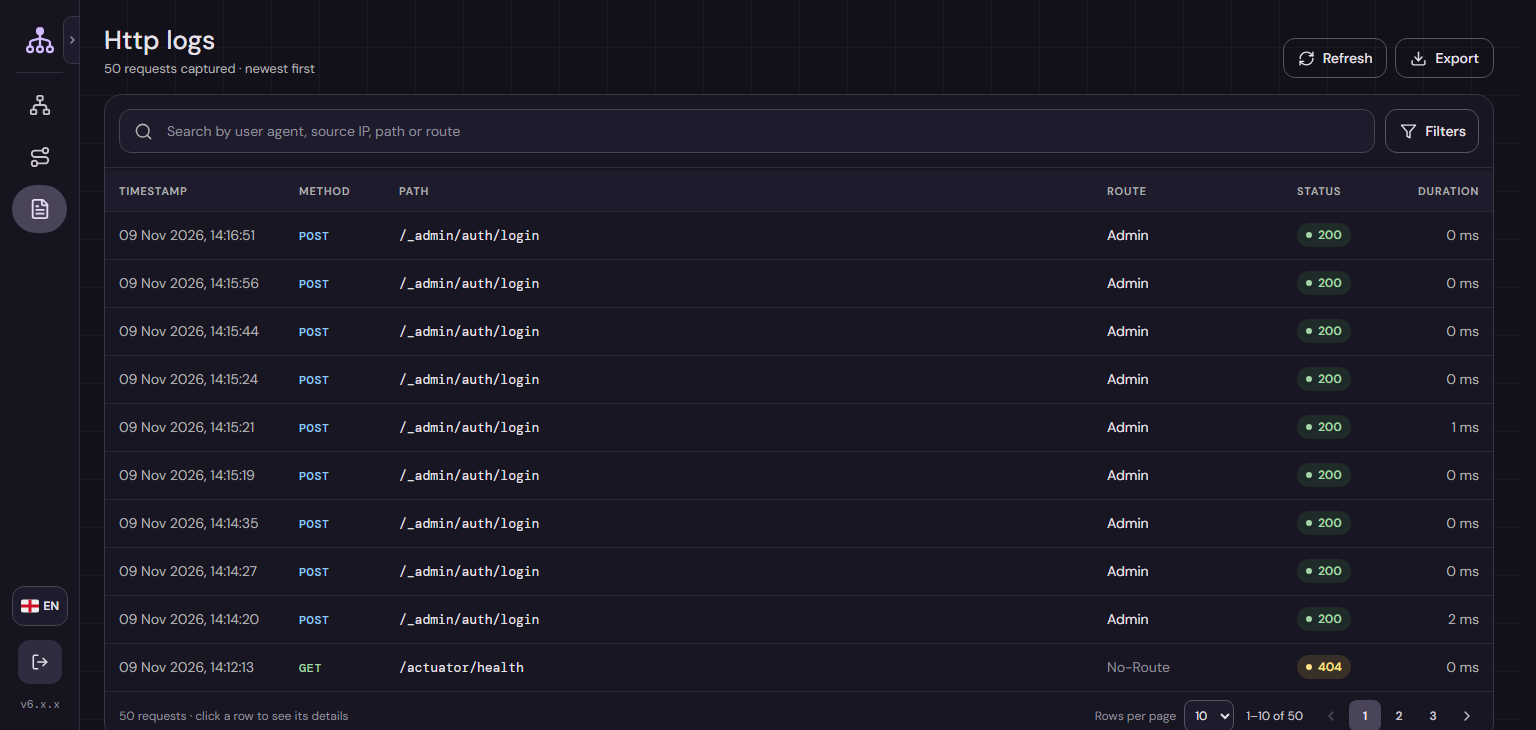 Http logs
50 requests captured · newest first
Refresh
Export
Search by user agent, source IP, path or route
Filters
TIMESTAMP METHOD PATH ROUTE STATUS DURATION
09 Nov 2026, 14:16:51 POST /_admin/auth/login Admin 200 0 ms
09 Nov 2026, 14:15:56 POST /_admin/auth/login Admin 200 0 ms
09 Nov 2026, 14:15:44 POST /_admin/auth/login Admin 200 0 ms
09 Nov 2026, 14:15:24 POST /_admin/auth/login Admin 200 0 ms
09 Nov 2026, 14:15:21 POST /_admin/auth/login Admin 200 1 ms
09 Nov 2026, 14:15:19 POST /_admin/auth/login Admin 200 0 ms
09 Nov 2026, 14:14:35 POST /_admin/auth/login Admin 200 0 ms
09 Nov 2026, 14:14:27 POST /_admin/auth/login Admin 200 0 ms
09 Nov 2026, 14:14:20 POST /_admin/auth/login Admin 200 2 ms
09 Nov 2026, 14:12:13 GET /actuator/health No-Route 404 0 ms
50 requests · click a row to see its details
Rows per page 10 1–10 of 50 1 2 3
EN
v6.x.x